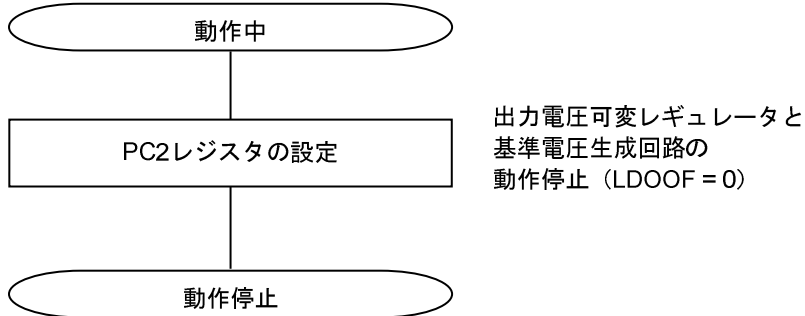 動作中
PC2レジスタの設定
出力電圧可変レギュレータと
基準電圧生成回路の
動作停止（LDOOF = 0）
動作停止